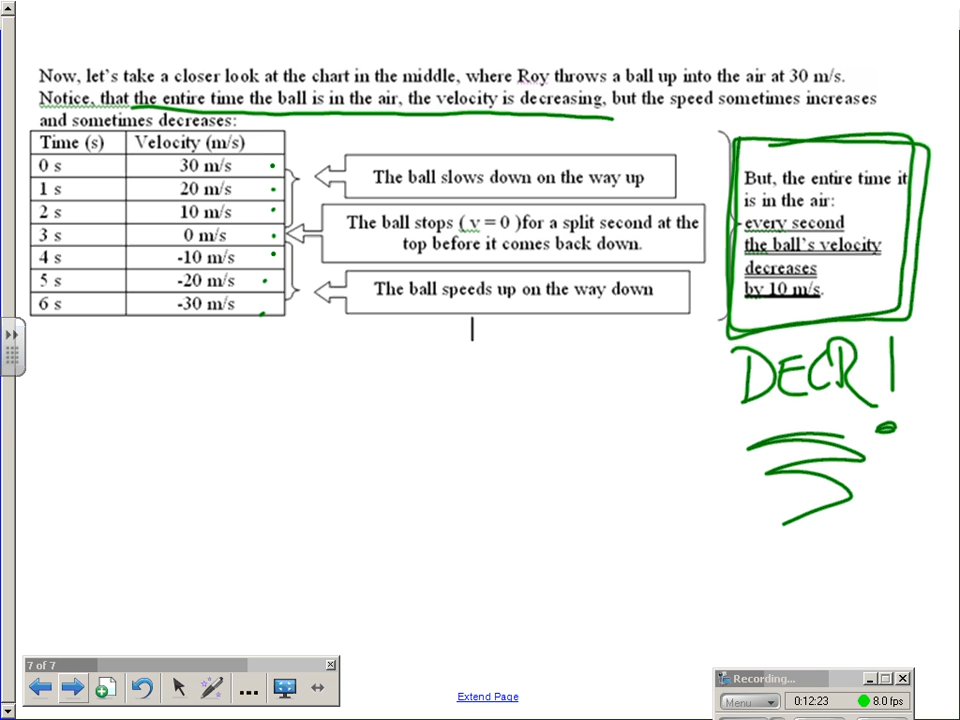 Now, let's take a closer look at the chart in the middle, where Roy throws a ball up into the air at 30 m/s.
Notice, that the entire time the ball is in the air, the velocity is decreasing, but the speed sometimes increases
and sometimes decreases:
Time (s) Velocity (m/s)
0 s 30 m/s
1 s 20 m/s
2 s 10 m/s
3 s 0 m/s
4 s -10 m/s
5 s -20 m/s
6 s -30 m/s
The ball slows down on the way up
The ball stops ( v = 0 )for a split second at the
top before it comes back down.
The ball speeds up on the way down
But, the entire time it
is in the air:
every second
the ball's velocity
decreases
by 10 m/s.
DECR!
7 of 7
Extend Page
Recording...
Menu 0:12:23 8.0 fps